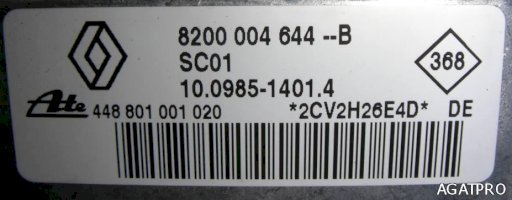 8200 004 644 --B
SC01
368
10.0985-1401.4
Ate 448 801 001 020 *2CV2H26E4D* DE
AGATPRO